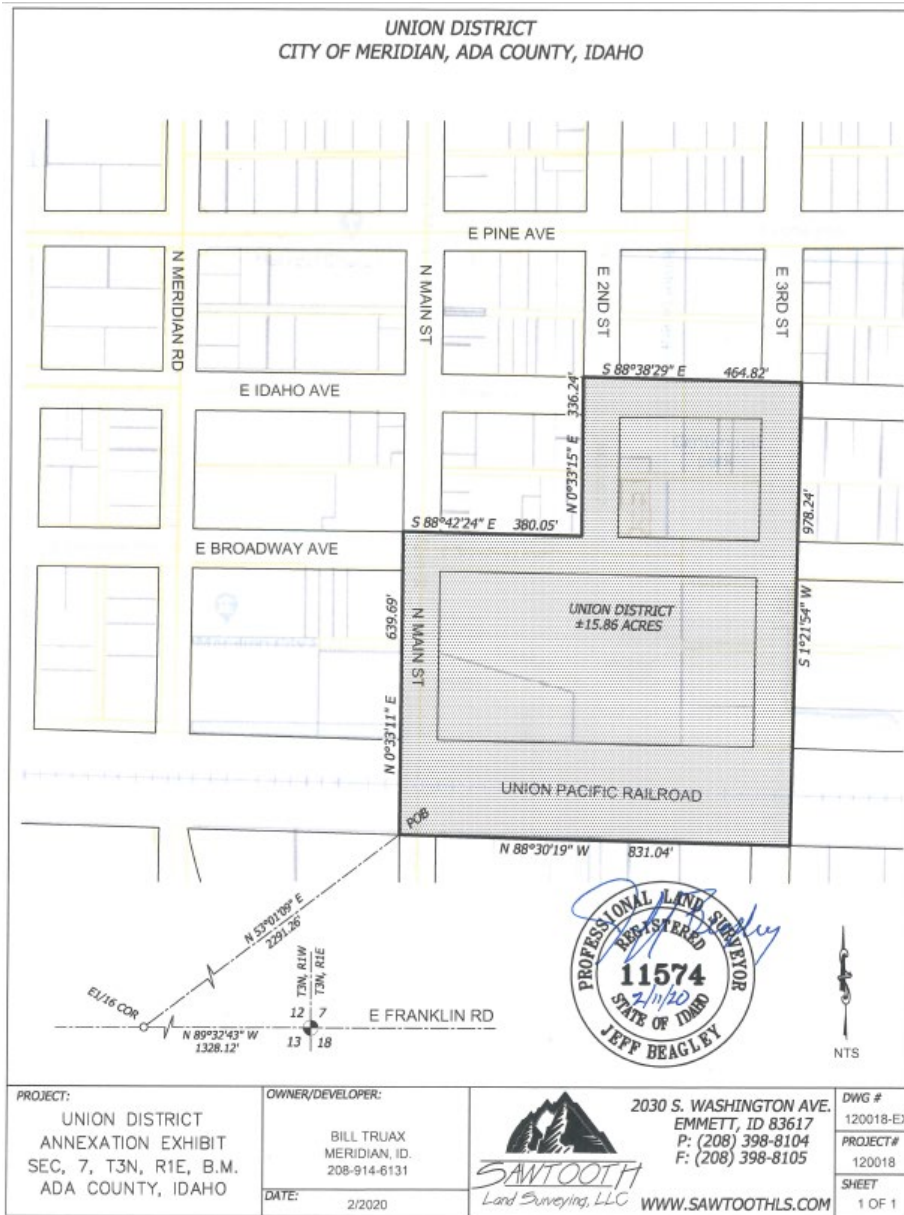 UNION DISTRICT
CITY OF MERIDIAN, ADA COUNTY, IDAHO
E PINE AVE
N MERIDIAN RD
N MAIN ST
E 2ND ST
E 3RD ST
S 88°38'29" E 464.82'
E IDAHO AVE
336.24'
N 0°33'15" E
S 88°42'24" E 380.05'
978.24'
S 1°21'54" W
E BROADWAY AVE
639.69'
N 0°33'11" E
N MAIN ST
UNION DISTRICT
±15.86 ACRES
UNION PACIFIC RAILROAD
POB
N 88°30'19" W 831.04'
N 53°01'09" E
2291.26'
T3N, R1W
T3N, R1E
E1/16 COR
12 7
E FRANKLIN RD
N 89°32'43" W
1328.12'
13 18
PROFESSIONAL LAND SURVEYOR
REGISTERED
11574
2/11/20
STATE OF IDAHO
JEFF BEAGLEY
NTS
PROJECT:
UNION DISTRICT
ANNEXATION EXHIBIT
SEC, 7, T3N, R1E, B.M.
ADA COUNTY, IDAHO
OWNER/DEVELOPER:
BILL TRUAX
MERIDIAN, ID.
208-914-6131
DATE:
2/2020
SAWTOOTH
Land Surveying, LLC
2030 S. WASHINGTON AVE.
EMMETT, ID 83617
P: (208) 398-8104
F: (208) 398-8105
WWW.SAWTOOTHLS.COM
DWG #
120018-EX
PROJECT#
120018
SHEET
1 OF 1